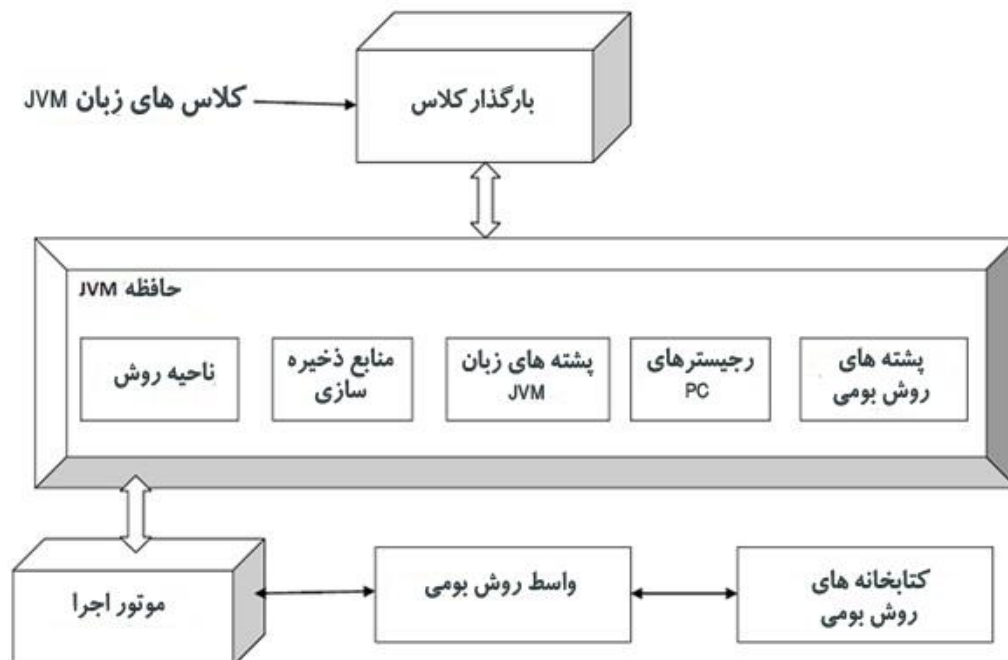 بارگذار کلاس
کلاس های زبان JVM
حافظه JVM
ناحیه روش
منابع ذخیره
سازی
پشته های زبان
JVM
رجیسترهای
PC
پشته های
روش بومی
موتور اجرا
واسط روش بومی
کتابخانه های
روش بومی